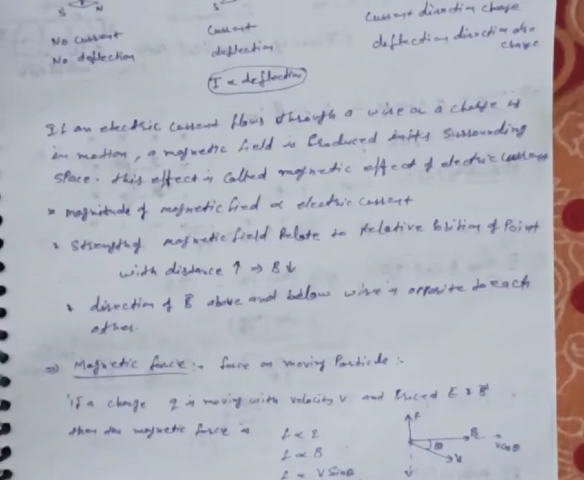 S N
S
No Current
Current
Current direction change
No deflection
deflection
deflection direction also
change
I ∝ deflection
If an electric current flows through a wire or a charge is
in motion, a magnetic field is Produced in its surrounding
Space. this effect is Called magnetic effect of electric current
magnitude of magnetic field ∝ electric current
Strength of magnetic field Relate to Relative Position of Point
with distance ↑ ⇒ B ↓
direction of B above and below wire is opposite to each
other.
⇒ Magnetic force :- force on moving Particle :-
if a charge q is moving with velocity v and E & B
then the magnetic force is
F
f ∝ B
θ
v
f ∝ V Sinθ